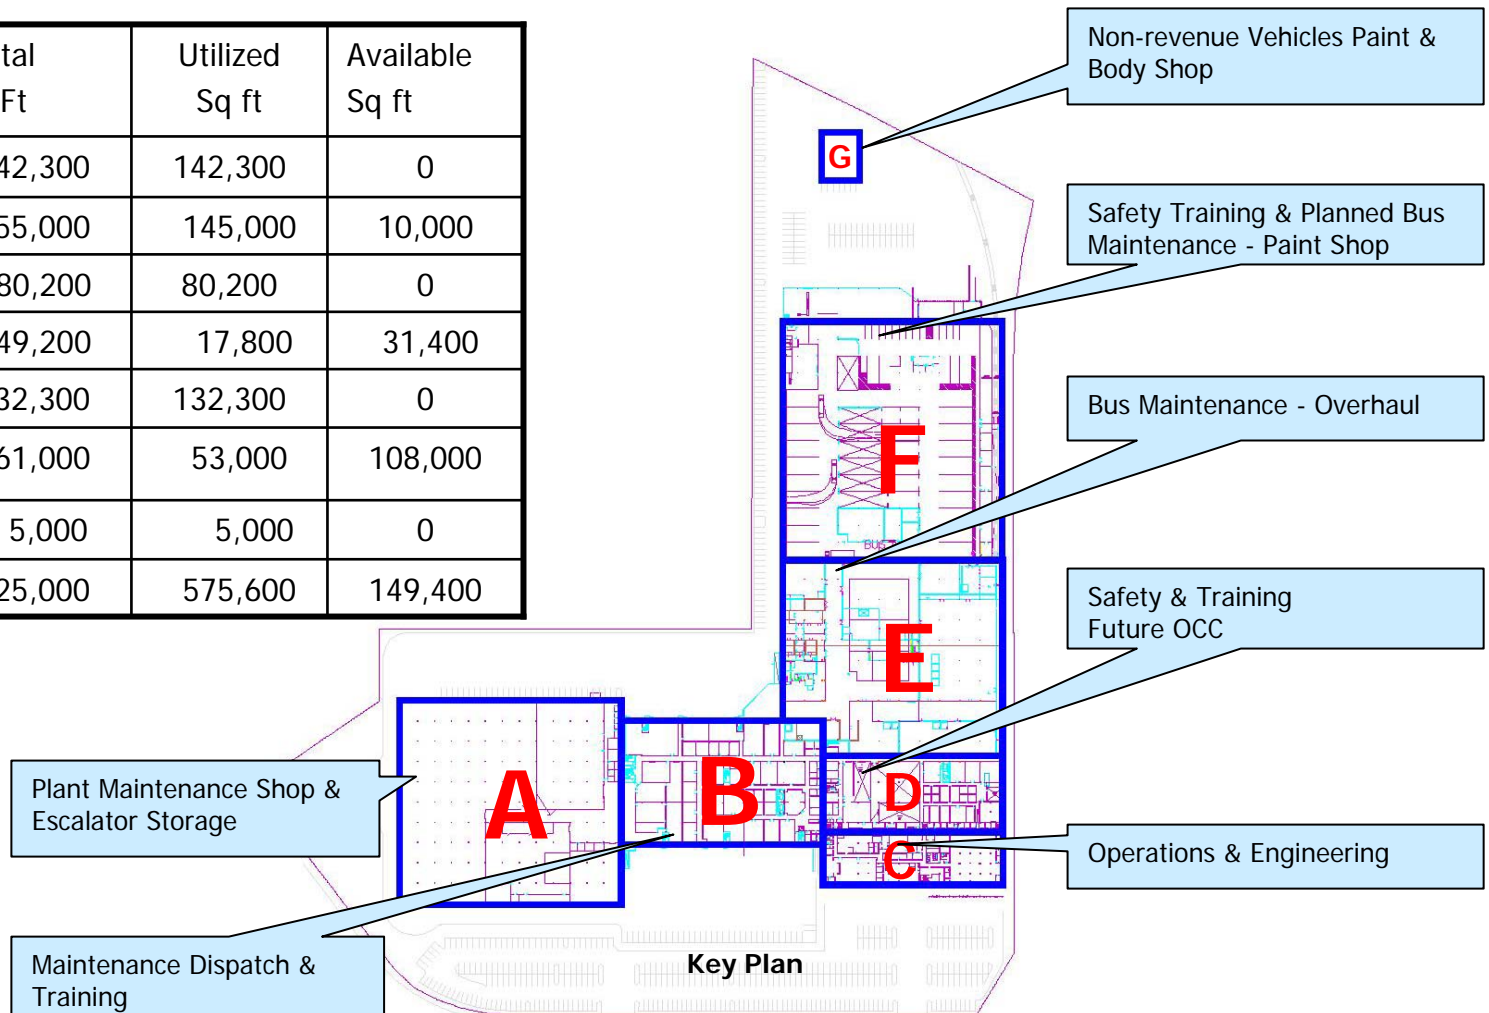 tal Utilized Available
Ft Sq ft Sq ft
42,300 142,300 0
55,000 145,000 10,000
80,200 80,200 0
49,200 17,800 31,400
32,300 132,300 0
61,000 53,000 108,000
5,000 5,000 0
25,000 575,600 149,400
Non-revenue Vehicles Paint &
Body Shop
G
Safety Training & Planned Bus
Maintenance - Paint Shop
Bus Maintenance - Overhaul
F
BUS
Safety & Training
Future OCC
E
Plant Maintenance Shop &
Escalator Storage
A
B
D
C
Operations & Engineering
Maintenance Dispatch &
Training
Key Plan